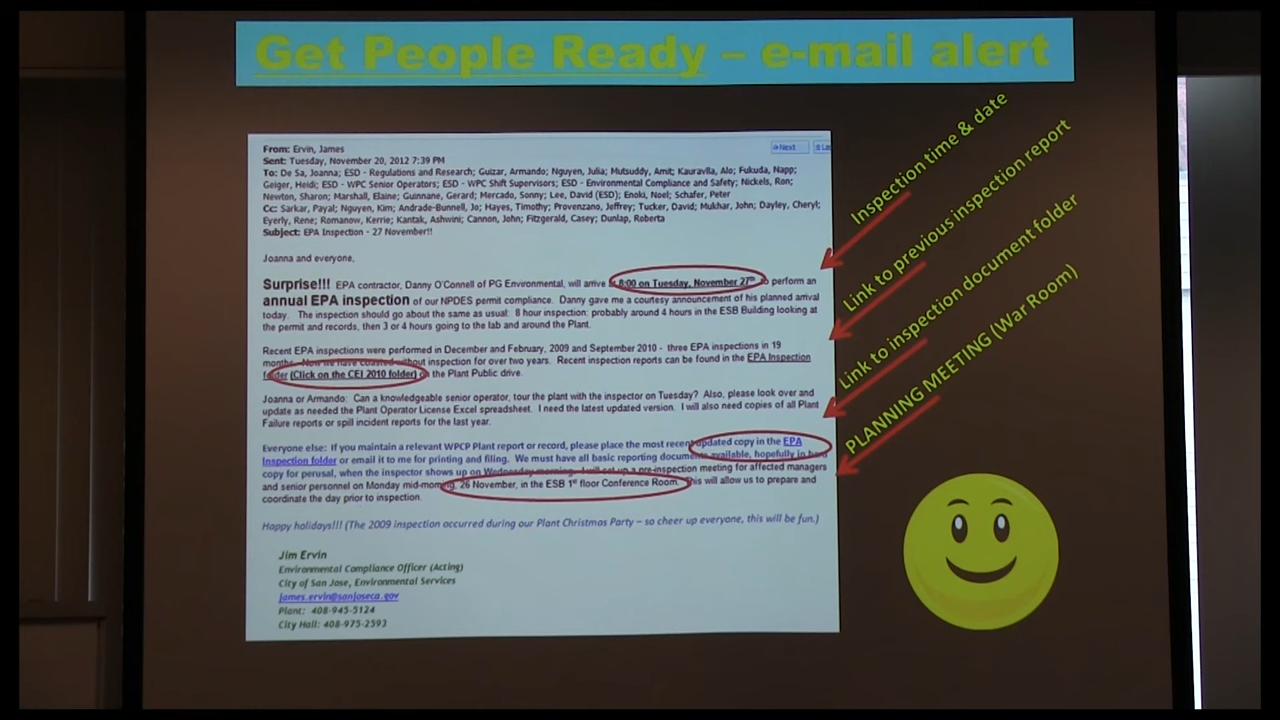 Get People Ready – e-mail alert
From: Ervin, James
Sent: Tuesday, November 20, 2012 7:39 PM
To: De Sa, Joanna; ESD - Regulations and Research; Guizar, Armando; Nguyen, Julia; Mutsuddy, Amit; Kauravlla, Alo; Fukuda, Napp;
Geiger, Heidi; ESD - WPC Senior Operators; ESD - WPC Shift Supervisors; ESD - Environmental Compliance and Safety; Nickels, Ron;
Newton, Sharon; Marshall, Elaine; Guinnane, Gerard; Mercado, Sonny; Lee, David (ESD); Enoki, Noel; Schafer, Peter
Cc: Sarkar, Payal; Nguyen, Kim; Andrade-Bunnell, Jo; Hayes, Timothy; Provenzano, Jeffrey; Tucker, David; Mukhar, John; Dayley, Cheryl;
Eyerly, Rene; Romanow, Kerrie; Kantak, Ashwini; Cannon, John; Fitzgerald, Casey; Dunlap, Roberta
Subject: EPA Inspection - 27 November!!
Next
Joanna and everyone,
Surprise!!! EPA contractor, Danny O'Connell of PG Environmental, will arrive 8:00 on Tuesday, November 27th, to perform an
annual EPA inspection of our NPDES permit compliance. Danny gave me a courtesy announcement of his planned arrival
today. The inspection should go about the same as usual: 8 hour inspection: probably around 4 hours in the ESB Building looking at
the permit and records, then 3 or 4 hours going to the lab and around the Plant.
Recent EPA inspections were performed in December and February, 2009 and September 2010 - three EPA inspections in 19
months. Now we have coasted without inspection for over two years. Recent inspection reports can be found in the EPA Inspection
folder (Click on the CEI 2010 folder) on the Plant Public drive.
Joanna or Armando: Can a knowledgeable senior operator, tour the plant with the inspector on Tuesday? Also, please look over and
update as needed the Plant Operator License Excel spreadsheet. I need the latest updated version. I will also need copies of all Plant
Failure reports or spill incident reports for the last year.
Everyone else: If you maintain a relevant WPCP Plant report or record, please place the most recent updated copy in the EPA
Inspection folder or email it to me for printing and filing. We must have all basic reporting documents available, hopefully in hard
copy for perusal, when the inspector shows up on Wednesday morning. I will set up a pre-inspection meeting for affected managers
and senior personnel on Monday mid-morning, 26 November, in the ESB 1st floor Conference Room. This will allow us to prepare and
coordinate the day prior to inspection.
Happy holidays!!! (The 2009 inspection occurred during our Plant Christmas Party – so cheer up everyone, this will be fun.)
Jim Ervin
Environmental Compliance Officer (Acting)
City of San Jose, Environmental Services
james.ervin@sanjoseca.gov
Plant: 408-945-5124
City Hall: 408-975-2593
Inspection time & date
Link to previous inspection report
Link to inspection document folder
PLANNING MEETING (War Room)